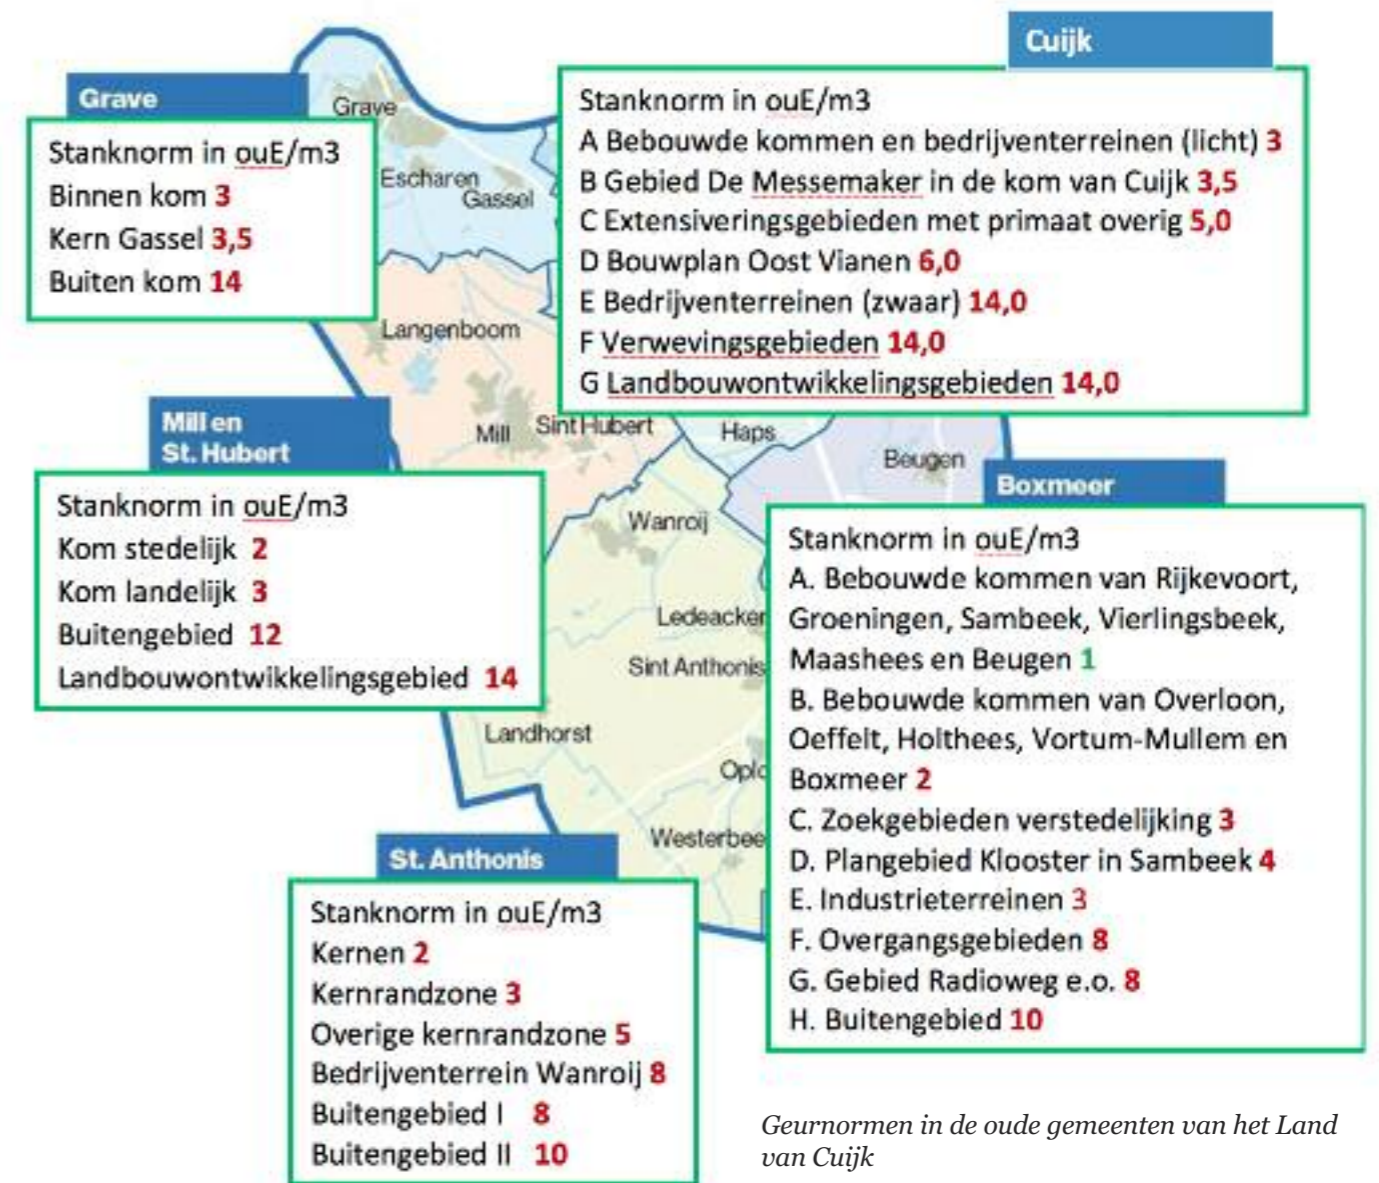 Cuijk
Stanknorm in ouE/m3
A Bebouwde kommen en bedrijventerreinen (licht) 3
B Gebied De Messemaker in de kom van Cuijk 3,5
C Extensiveringsgebieden met primaat overig 5,0
D Bouwplan Oost Vianen 6,0
E Bedrijventerreinen (zwaar) 14,0
F Verwevingsgebieden 14,0
G Landbouwontwikkelingsgebieden 14,0
Grave
Stanknorm in ouE/m3
Binnen kom 3
Kern Gassel 3,5
Buiten kom 14
Grave
Escharen
Gassel
Langenboom
Mill
Sint Hubert
Haps
Beugen
Wanroij
Ledeacker
Sint Anthonis
Landhorst
Oplo
Westerbee
Mill en
St. Hubert
Stanknorm in ouE/m3
Kom stedelijk 2
Kom landelijk 3
Buitengebied 12
Landbouwontwikkelingsgebied 14
Boxmeer
Stanknorm in ouE/m3
A. Bebouwde kommen van Rijkevoort,
Groeningen, Sambeek, Vierlingsbeek,
Maashees en Beugen 1
B. Bebouwde kommen van Overloon,
Oeffelt, Holthees, Vortum-Mullem en
Boxmeer 2
C. Zoekgebieden verstedelijking 3
D. Plangebied Klooster in Sambeek 4
E. Industrieterreinen 3
F. Overgangsgebieden 8
G. Gebied Radioweg e.o. 8
H. Buitengebied 10
St. Anthonis
Stanknorm in ouE/m3
Kernen 2
Kernrandzone 3
Overige kernrandzone 5
Bedrijventerrein Wanroij 8
Buitengebied I 8
Buitengebied II 10
Geurnormen in de oude gemeenten van het Land
van Cuijk